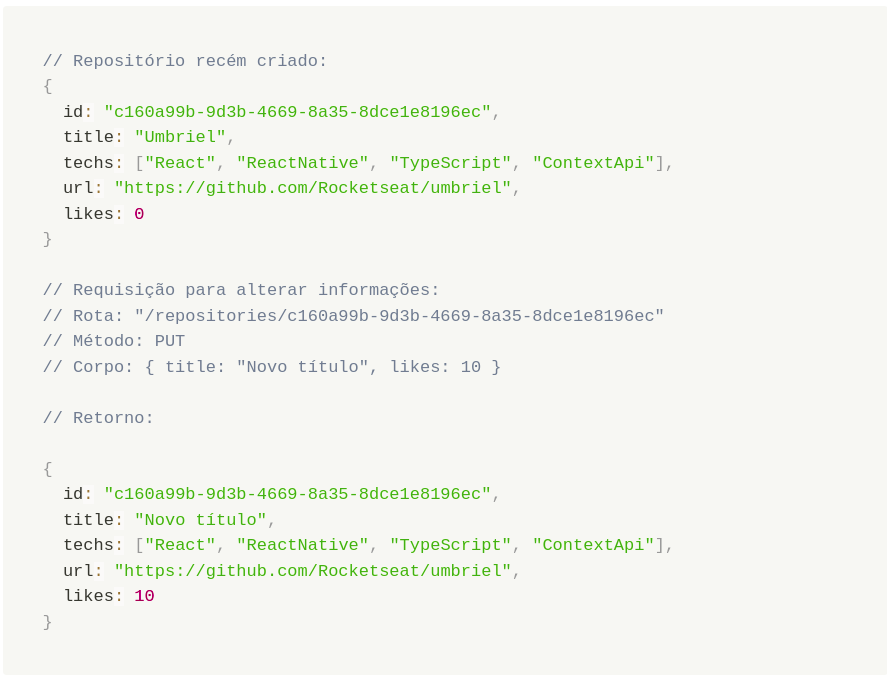 // Repositório recém criado:
{
  id: "c160a99b-9d3b-4669-8a35-8dce1e8196ec",
  title: "Umbriel",
  techs: ["React", "ReactNative", "TypeScript", "ContextApi"],
  url: "https://github.com/Rocketseat/umbriel",
  likes: 0
}
// Requisição para alterar informações:
// Rota: "/repositories/c160a99b-9d3b-4669-8a35-8dce1e8196ec"
// Método: PUT
// Corpo: { title: "Novo título", likes: 10 }
// Retorno:
{
  id: "c160a99b-9d3b-4669-8a35-8dce1e8196ec",
  title: "Novo título",
  techs: ["React", "ReactNative", "TypeScript", "ContextApi"],
  url: "https://github.com/Rocketseat/umbriel",
  likes: 10
}